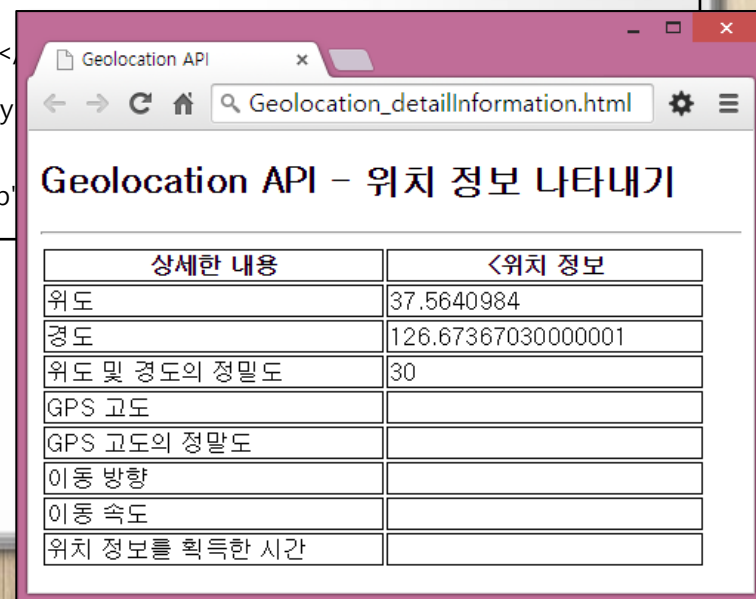 </
y
p'
Geolocation API
Geolocation_detailInformation.html
Geolocation API - 위치 정보 나타내기
상세한 내용 <위치 정보
위도 37.5640984
경도 126.67367030000001
위도 및 경도의 정밀도 30
GPS 고도
GPS 고도의 정말도
이동 방향
이동 속도
위치 정보를 획득한 시간